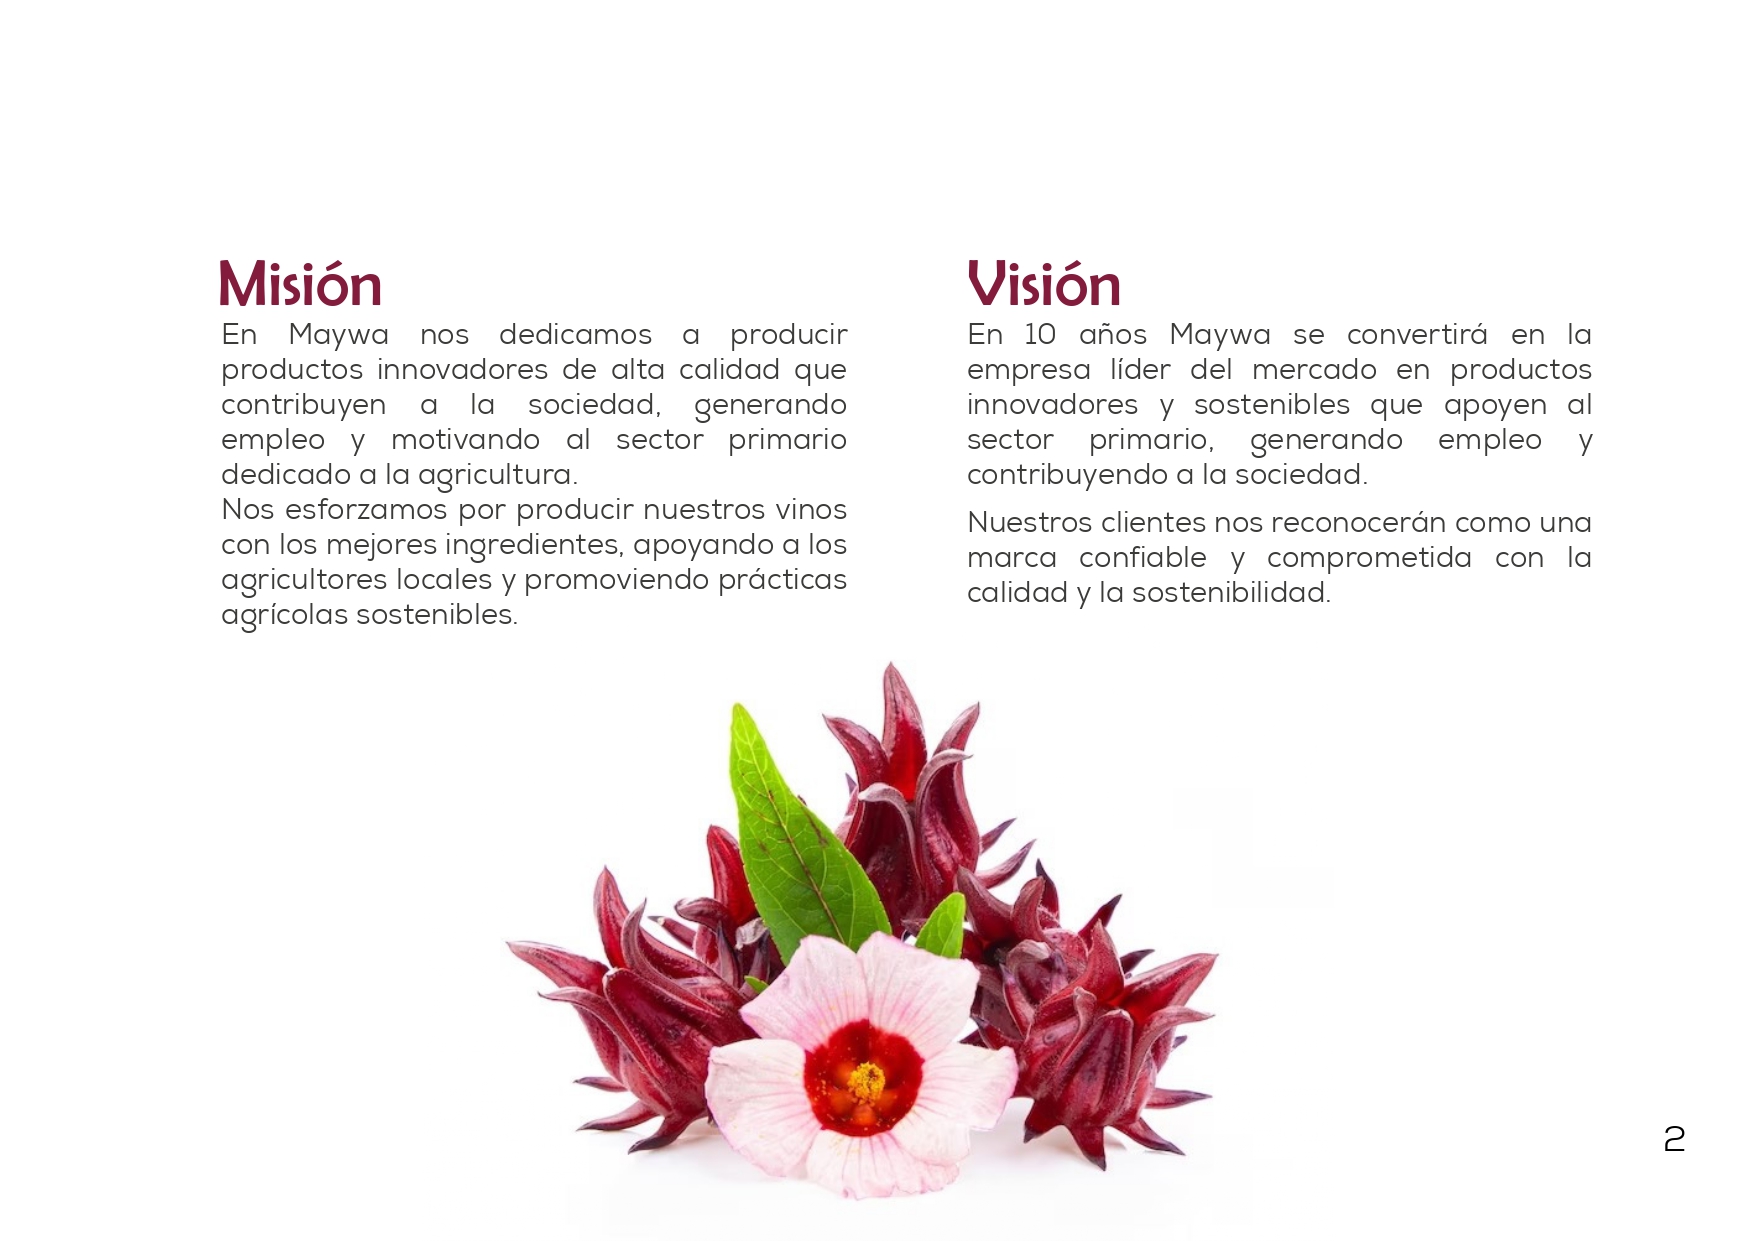 Misión
En Maywa nos dedicamos a producir
productos innovadores de alta calidad que
contribuyen a la sociedad, generando
empleo y motivando al sector primario
dedicado a la agricultura.
Nos esforzamos por producir nuestros vinos
con los mejores ingredientes, apoyando a los
agricultores locales y promoviendo prácticas
agrícolas sostenibles.
Visión
En 10 años Maywa se convertirá en la
empresa líder del mercado en productos
innovadores y sostenibles que apoyen al
sector primario, generando empleo y
contribuyendo a la sociedad.
Nuestros clientes nos reconocerán como una
marca confiable y comprometida con la
calidad y la sostenibilidad.
2